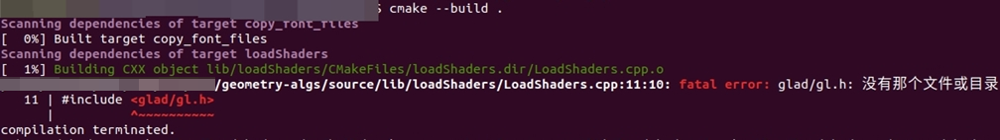 $ cmake --build .
Scanning dependencies of target copy_font_files
[  0%] Built target copy_font_files
Scanning dependencies of target loadShaders
[  1%] Building CXX object lib/loadShaders/CMakeFiles/loadShaders.dir/LoadShaders.cpp.o
/geometry-algs/source/lib/loadShaders/LoadShaders.cpp:11:10: fatal error: glad/gl.h: 没有那个文件或目录
   11 | #include <glad/gl.h>
      |          ^~~~~~~~~~~
compilation terminated.